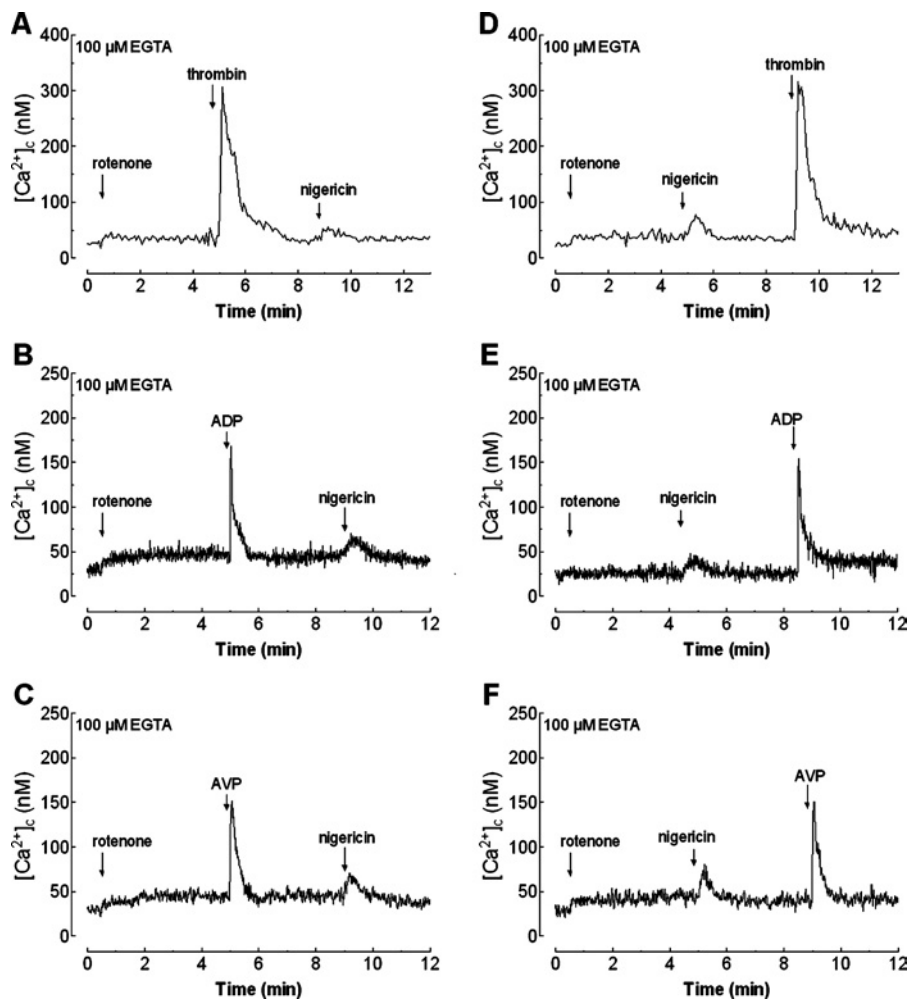 A
100 µM EGTA
400
300
200
100
50
0
[Ca2+]c (nM)
rotenone
thrombin
nigericin
0 2 4 6 8 10 12
Time (min)
D
100 µM EGTA
400
300
200
100
50
0
[Ca2+]c (nM)
rotenone
nigericin
thrombin
0 2 4 6 8 10 12
Time (min)
B
100 µM EGTA
250
200
150
100
50
0
[Ca2+]c (nM)
rotenone
ADP
nigericin
0 2 4 6 8 10 12
Time (min)
E
100 µM EGTA
250
200
150
100
50
0
[Ca2+]c (nM)
rotenone
nigericin
ADP
0 2 4 6 8 10 12
Time (min)
C
100 µM EGTA
250
200
150
100
50
0
[Ca2+]c (nM)
rotenone
AVP
nigericin
0 2 4 6 8 10 12
Time (min)
F
100 µM EGTA
250
200
150
100
50
0
[Ca2+]c (nM)
rotenone
nigericin
AVP
0 2 4 6 8 10 12
Time (min)